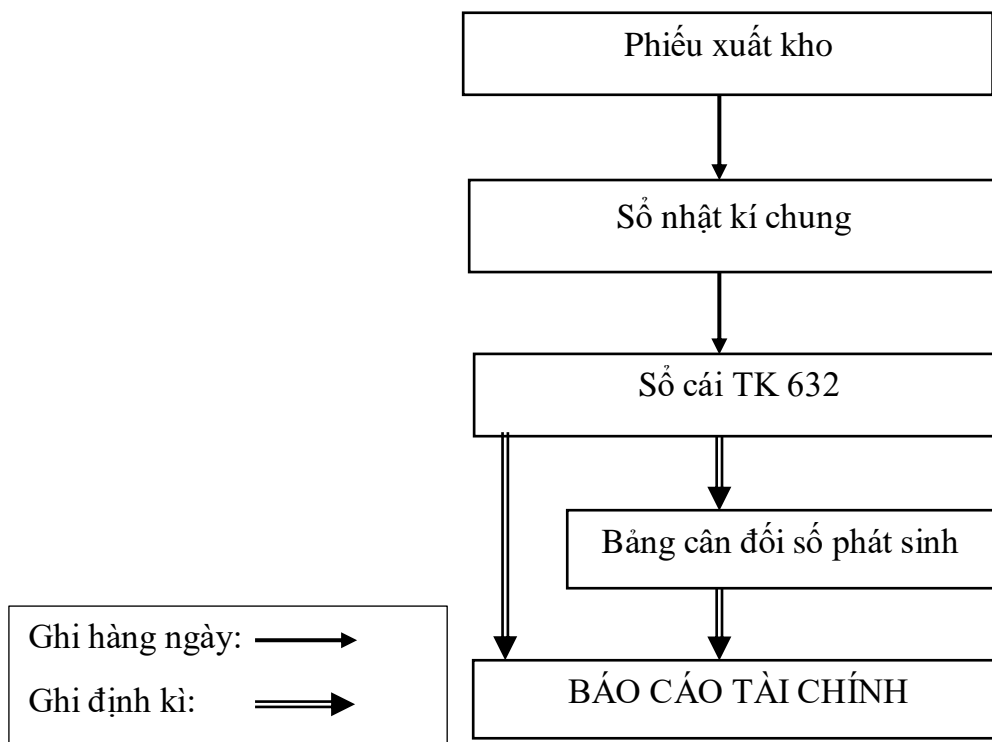 Phiếu xuất kho
Sổ nhật kí chung
Sổ cái TK 632
Bảng cân đối số phát sinh
Ghi hàng ngày:
Ghi định kì:
BÁO CÁO TÀI CHÍNH